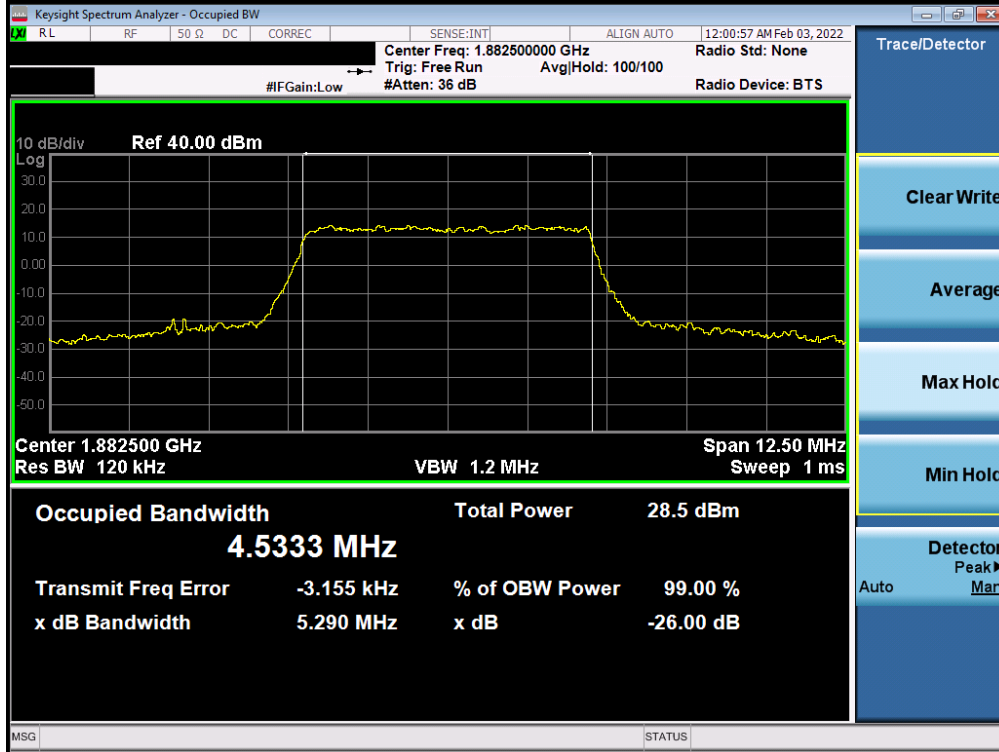 Keysight Spectrum Analyzer - Occupied BW
LXI RL RF 50 Ω DC CORREC SENSE:INT ALIGN AUTO 12:00:57 AM Feb 03, 2022
Center Freq: 1.882500000 GHz Radio Std: None
Trig: Free Run Avg|Hold: 100/100
#IFGain:Low #Atten: 36 dB Radio Device: BTS
Trace/Detector
10 dB/div Ref 40.00 dBm
Log
30.0
20.0
10.0
0.00
-10.0
-20.0
-30.0
-40.0
-50.0
Center 1.882500 GHz Span 12.50 MHz
Res BW 120 kHz VBW 1.2 MHz Sweep 1 ms
Occupied Bandwidth Total Power 28.5 dBm
4.5333 MHz
Transmit Freq Error -3.155 kHz % of OBW Power 99.00 %
x dB Bandwidth 5.290 MHz x dB -26.00 dB
Clear Write
Average
Max Hold
Min Hold
Detector
Peak
Auto Man
MSG STATUS